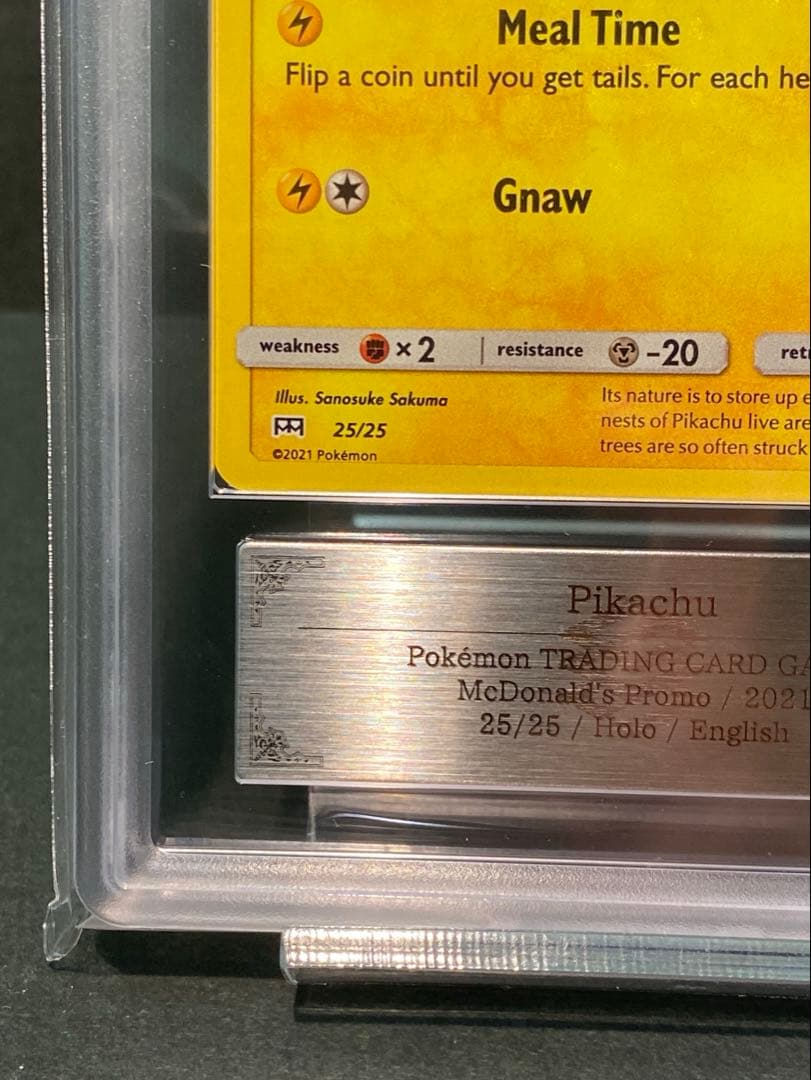 Meal Time
Flip a coin until you get tails. For each he
Gnaw
weakness ×2 resistance -20 ret
Illus. Sanosuke Sakuma
25/25
©2021 Pokémon
Its nature is to store up e
nests of Pikachu live are
trees are so often struck
Pikachu
Pokémon TRADING CARD GA
McDonald's Promo / 2021
25/25 / Holo / English